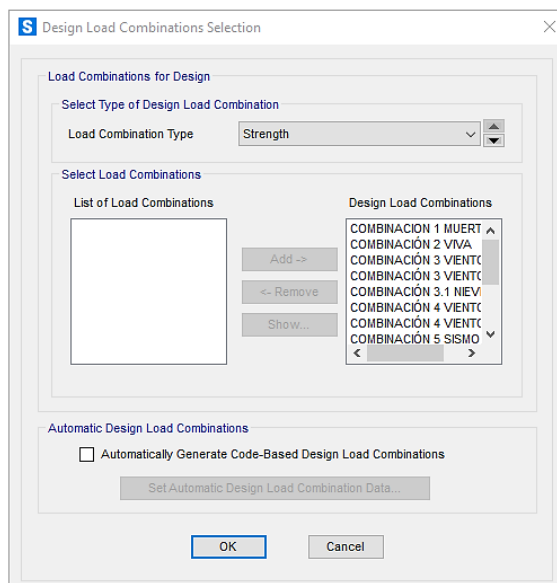 S Design Load Combinations Selection
Load Combinations for Design
Select Type of Design Load Combination
Load Combination Type
Strength
Select Load Combinations
List of Load Combinations
Design Load Combinations
COMBINACION 1 MUERT
COMBINACIÓN 2 VIVA
COMBINACIÓN 3 VIENTO
COMBINACIÓN 3 VIENTO
COMBINACIÓN 3.1 NIEVE
COMBINACIÓN 4 VIENTO
COMBINACIÓN 4 VIENTO
COMBINACIÓN 5 SISMO
Add ->
<- Remove
Show...
Automatic Design Load Combinations
Automatically Generate Code-Based Design Load Combinations
Set Automatic Design Load Combination Data...
OK
Cancel